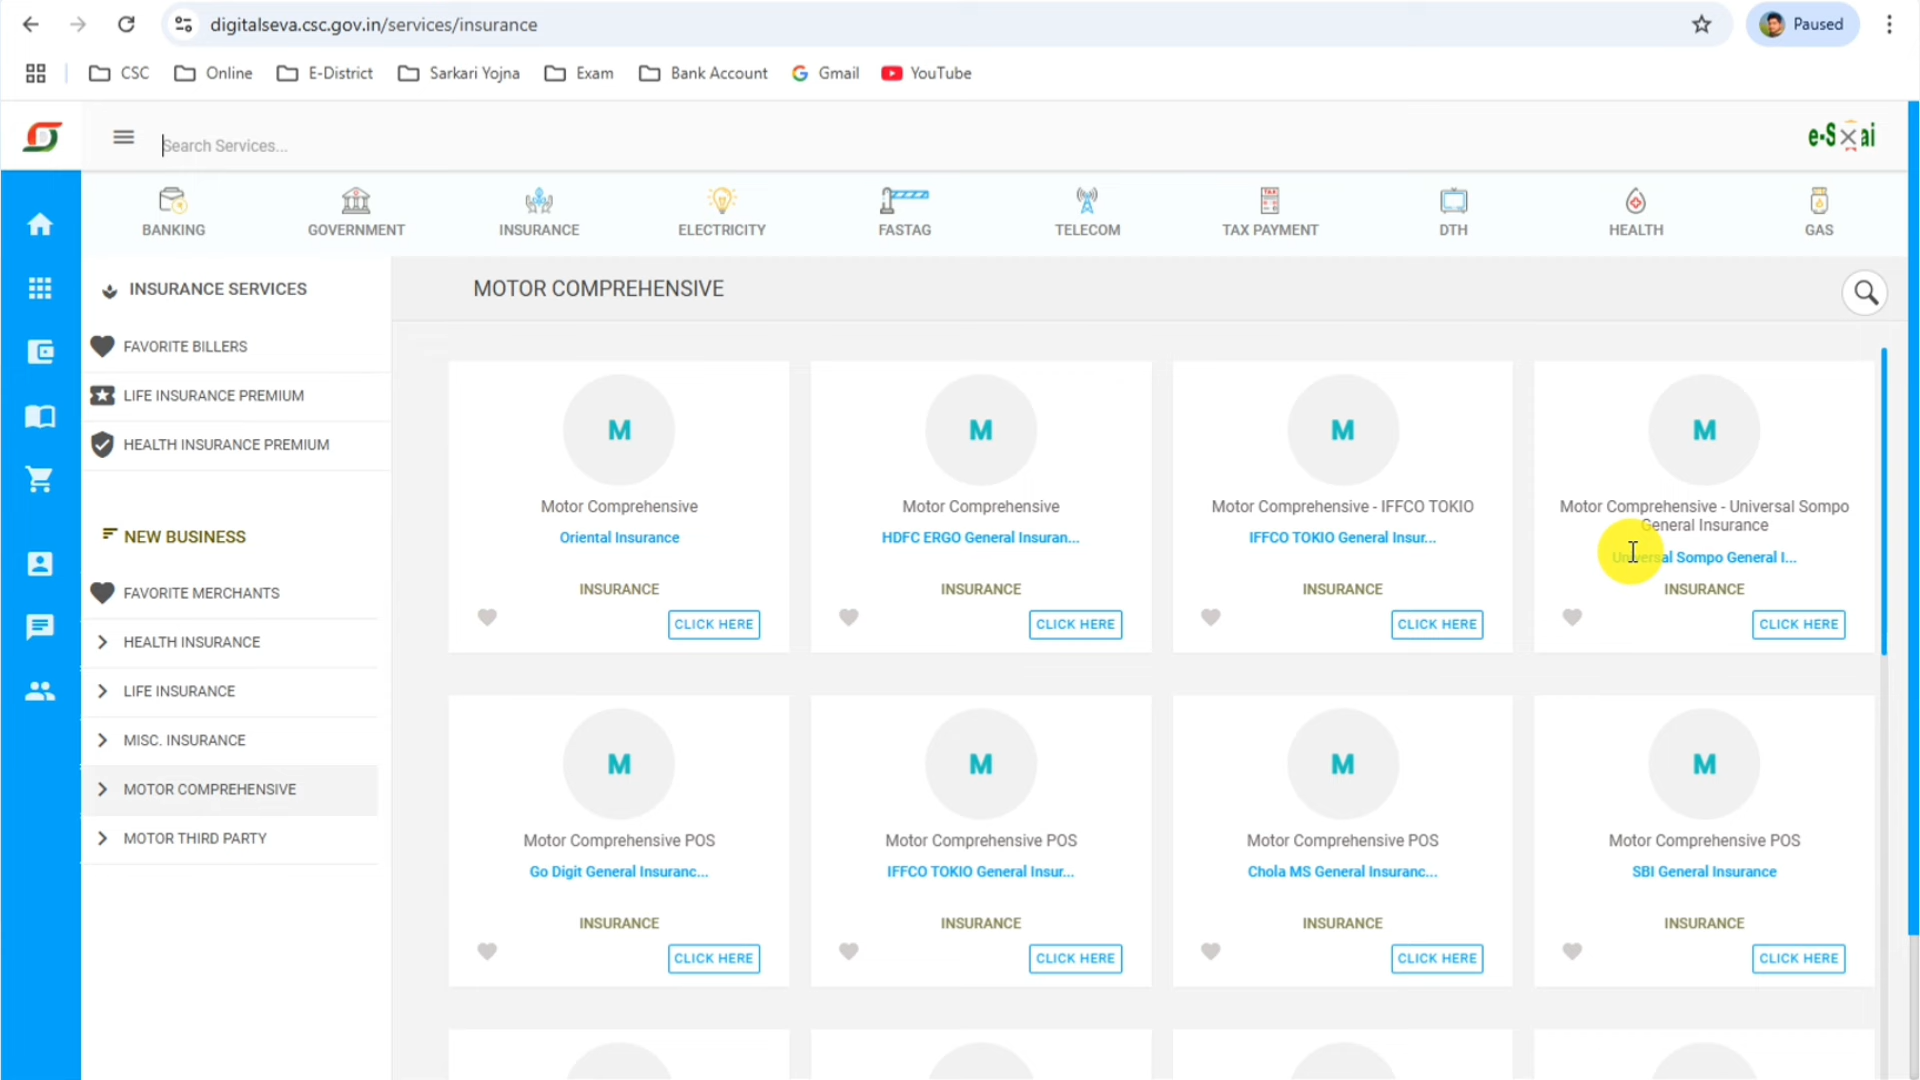 digitalseva.csc.gov.in/services/insurance
Paused
CSC
Online
E-District
Sarkari Yojna
Exam
Bank Account
Gmail
YouTube
Search Services...
BANKING
GOVERNMENT
INSURANCE
ELECTRICITY
FASTAG
TELECOM
TAX PAYMENT
DTH
HEALTH
GAS
INSURANCE SERVICES
FAVORITE BILLERS
LIFE INSURANCE PREMIUM
HEALTH INSURANCE PREMIUM
NEW BUSINESS
FAVORITE MERCHANTS
HEALTH INSURANCE
LIFE INSURANCE
MISC. INSURANCE
MOTOR COMPREHENSIVE
MOTOR THIRD PARTY
MOTOR COMPREHENSIVE
M
Motor Comprehensive
Oriental Insurance
INSURANCE
CLICK HERE
M
Motor Comprehensive
HDFC ERGO General Insuran...
INSURANCE
CLICK HERE
M
Motor Comprehensive - IFFCO TOKIO
IFFCO TOKIO General Insur...
INSURANCE
CLICK HERE
M
Motor Comprehensive - Universal Sompo
General Insurance
Universal Sompo General I...
INSURANCE
CLICK HERE
M
Motor Comprehensive POS
Go Digit General Insuranc...
INSURANCE
CLICK HERE
M
Motor Comprehensive POS
IFFCO TOKIO General Insur...
INSURANCE
CLICK HERE
M
Motor Comprehensive POS
Chola MS General Insuranc...
INSURANCE
CLICK HERE
M
Motor Comprehensive POS
SBI General Insurance
INSURANCE
CLICK HERE